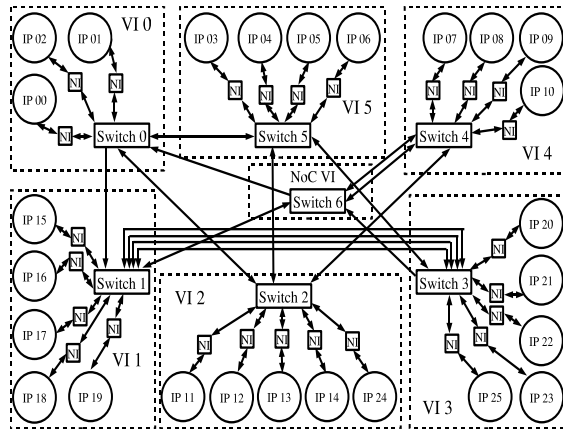 IP 02
IP 01
VI 0
NI
NI
IP 00
NI
Switch 0
IP 03
IP 04
IP 05
IP 06
NI
NI
NI
NI
Switch 5
VI 5
IP 07
IP 08
IP 09
NI
NI
NI
IP 10
NI
Switch 4
VI 4
NoC VI
Switch 6
IP 15
NI
IP 16
NI
Switch 1
IP 17
NI
NI
NI
VI 1
IP 18
IP 19
VI 2
Switch 2
NI
NI
NI
NI
NI
IP 11
IP 12
IP 13
IP 14
IP 24
IP 20
NI
Switch 3
IP 21
NI
NI
IP 22
NI
NI
VI 3
IP 25
IP 23